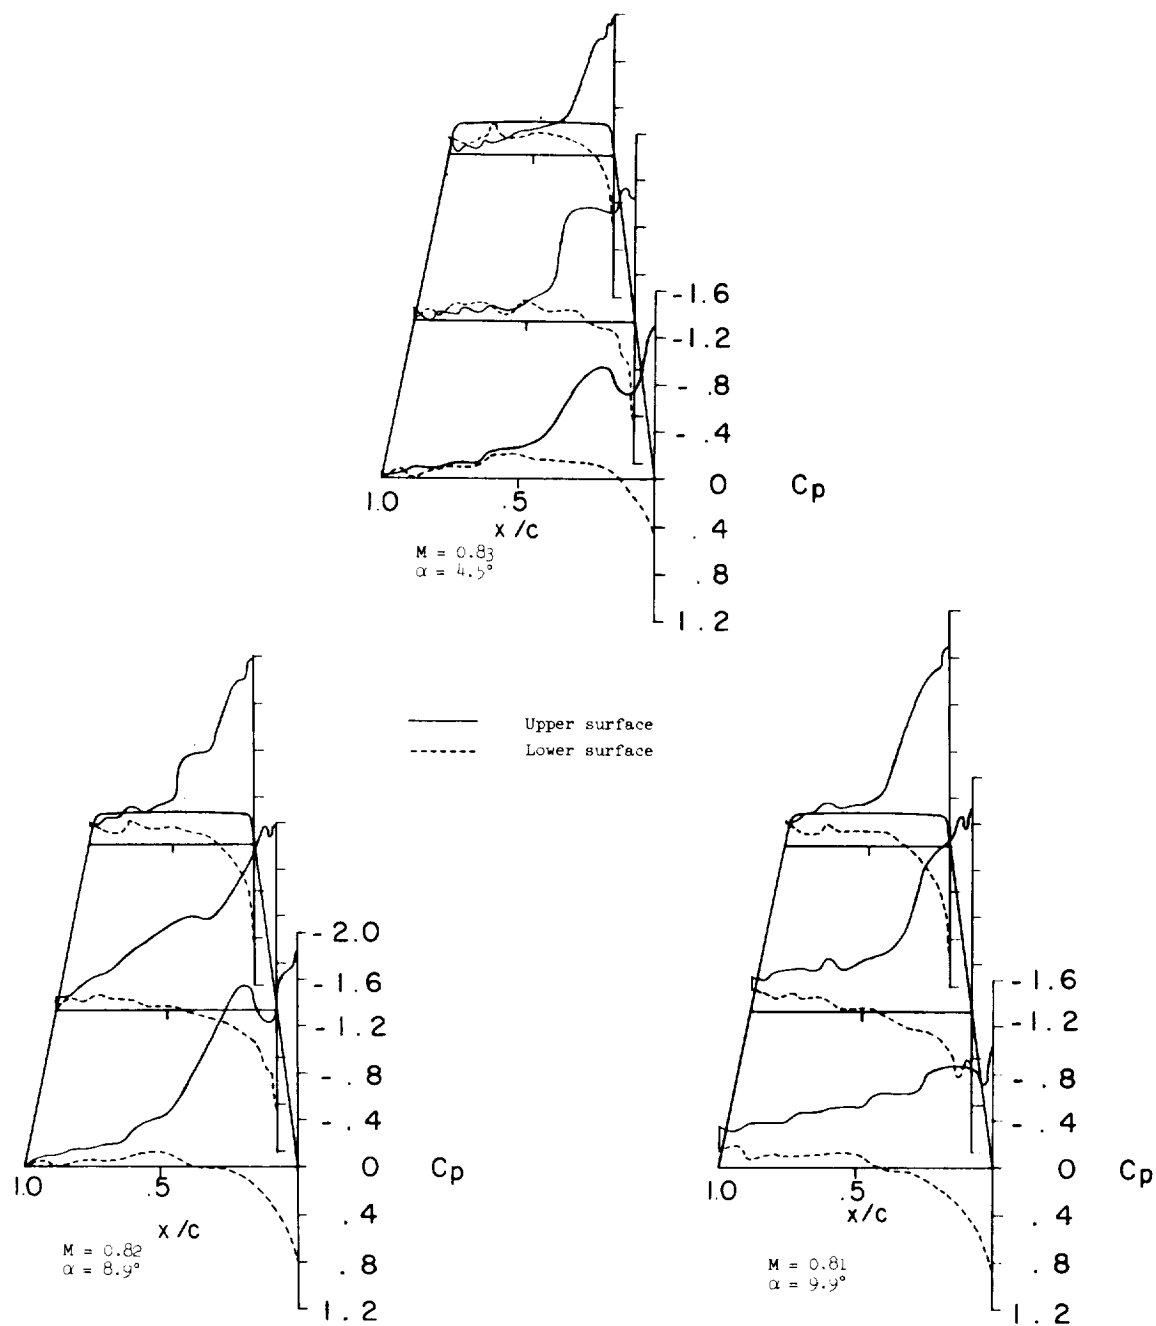 -1.6
-1.2
- .8
- .4
0 Cp
1.0 .5
x/c
.4
M = 0.83
α = 4.5°
.8
1.2
Upper surface
Lower surface
-2.0
-1.6
-1.2
- .8
- .4
0 Cp
1.0 .5
.4
x/c
M = 0.82
α = 8.9°
.8
1.2
-1.6
-1.2
- .8
- .4
0 Cp
1.0 .5
x/c
.4
M = 0.81
α = 9.9°
.8
1.2